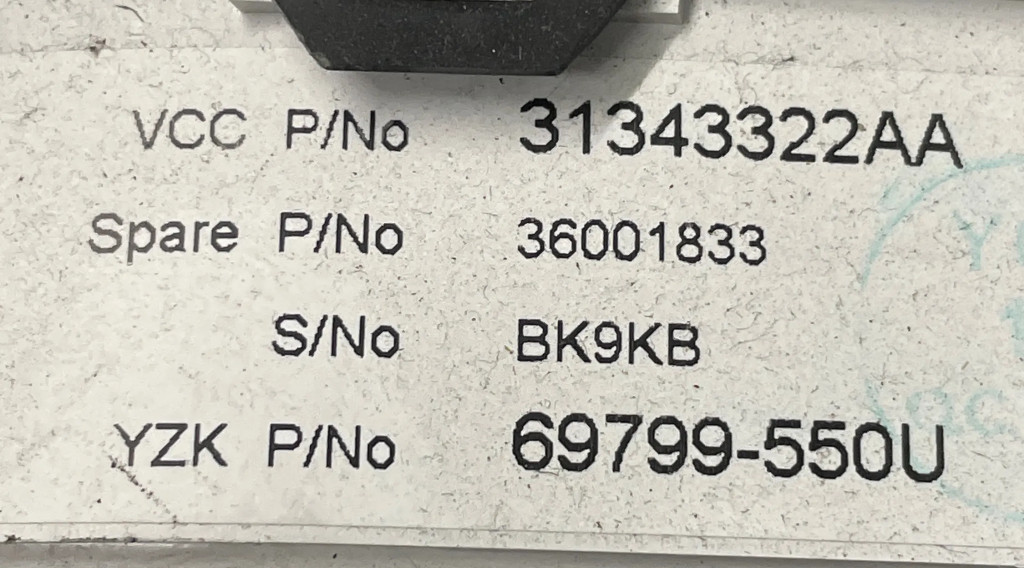 VCC P/No 31343322AA
Spare P/No 36001833
S/No BK9KB
YZK P/No 69799-550U